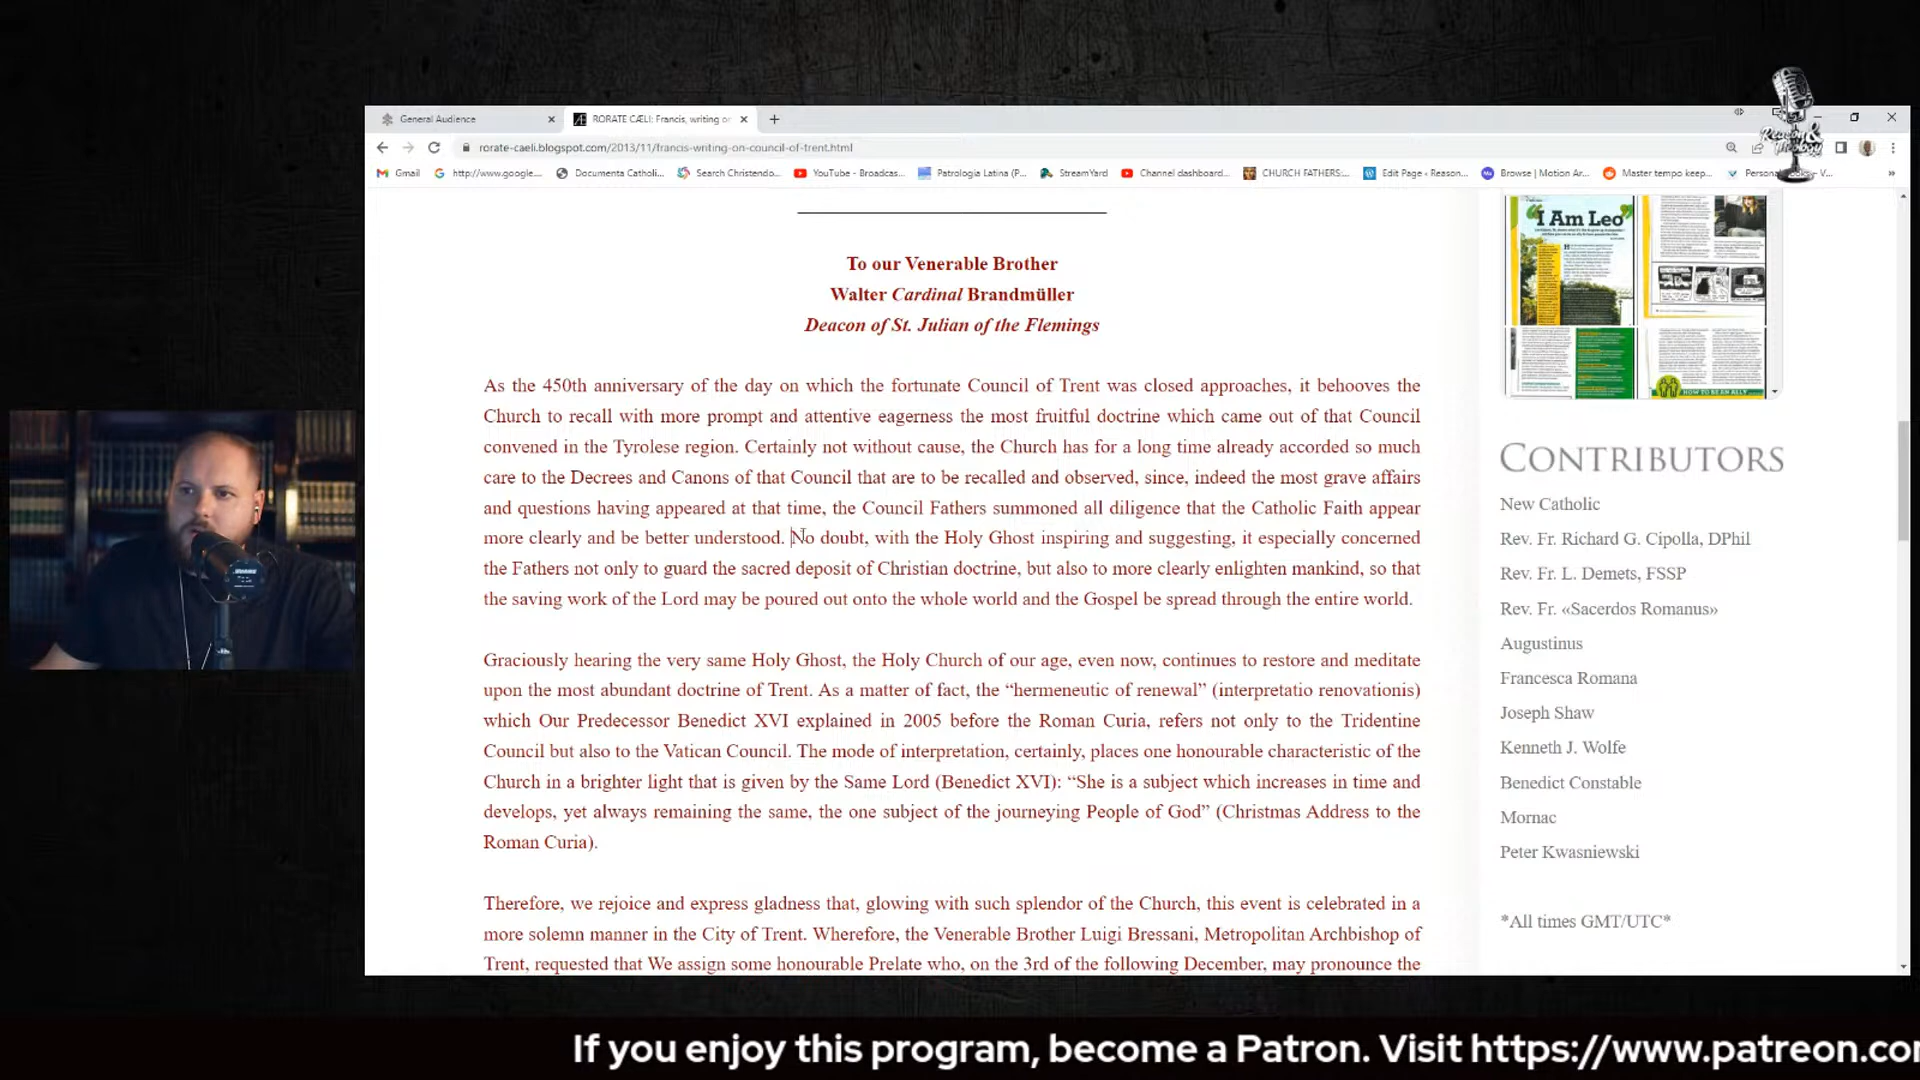 General Audience
RORATE CÆLI: Francis, writing or
rorate-caeli.blogspot.com/2013/11/francis-writing-on-council-of-trent.html
Gmail
http://www.google....
Documenta Catholi...
Search Christendo...
YouTube - Broadcas...
Patrologia Latina (P...
StreamYard
Channel dashboard...
CHURCH FATHERS:...
Edit Page ‹ Reason...
Browse | Motion Ar...
Master tempo keep...
Reason&
Theology
I Am Leo
HOW TO BE AN ALLY
To our Venerable Brother
Walter Cardinal Brandmüller
Deacon of St. Julian of the Flemings
As the 450th anniversary of the day on which the fortunate Council of Trent was closed approaches, it behooves the
Church to recall with more prompt and attentive eagerness the most fruitful doctrine which came out of that Council
convened in the Tyrolese region. Certainly not without cause, the Church has for a long time already accorded so much
care to the Decrees and Canons of that Council that are to be recalled and observed, since, indeed the most grave affairs
and questions having appeared at that time, the Council Fathers summoned all diligence that the Catholic Faith appear
more clearly and be better understood. No doubt, with the Holy Ghost inspiring and suggesting, it especially concerned
the Fathers not only to guard the sacred deposit of Christian doctrine, but also to more clearly enlighten mankind, so that
the saving work of the Lord may be poured out onto the whole world and the Gospel be spread through the entire world.
Graciously hearing the very same Holy Ghost, the Holy Church of our age, even now, continues to restore and meditate
upon the most abundant doctrine of Trent. As a matter of fact, the “hermeneutic of renewal” (interpretatio renovationis)
which Our Predecessor Benedict XVI explained in 2005 before the Roman Curia, refers not only to the Tridentine
Council but also to the Vatican Council. The mode of interpretation, certainly, places one honourable characteristic of the
Church in a brighter light that is given by the Same Lord (Benedict XVI): “She is a subject which increases in time and
develops, yet always remaining the same, the one subject of the journeying People of God” (Christmas Address to the
Roman Curia).
Therefore, we rejoice and express gladness that, glowing with such splendor of the Church, this event is celebrated in a
more solemn manner in the City of Trent. Wherefore, the Venerable Brother Luigi Bressani, Metropolitan Archbishop of
Trent, requested that We assign some honourable Prelate who, on the 3rd of the following December, may pronounce the
CONTRIBUTORS
New Catholic
Rev. Fr. Richard G. Cipolla, DPhil
Rev. Fr. L. Demets, FSSP
Rev. Fr. «Sacerdos Romanus»
Augustinus
Francesca Romana
Joseph Shaw
Kenneth J. Wolfe
Benedict Constable
Mornac
Peter Kwasniewski
*All times GMT/UTC*
If you enjoy this program, become a Patron. Visit https://www.patreon.co